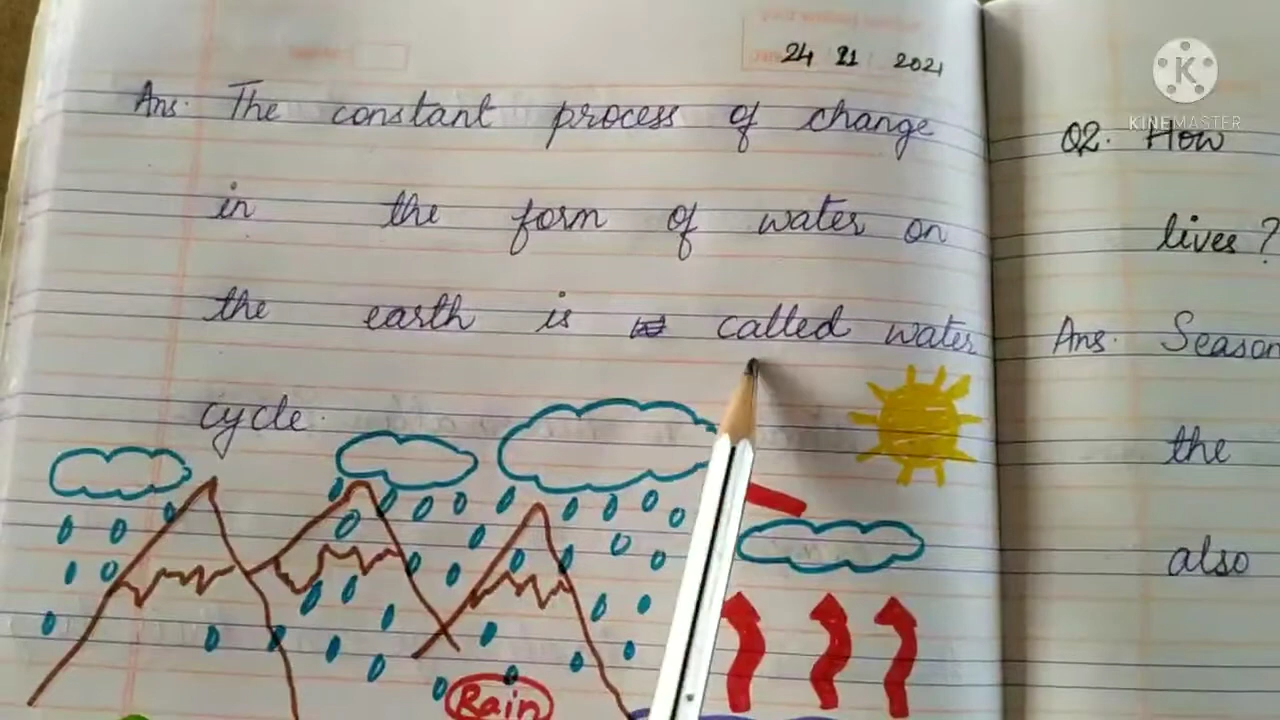 24 11 2021
Ans. The constant process of change
in the form of water on
the earth is called water
cycle.
Rain
Q2. How
lives?
Ans. Season
the
also
KINEMASTER